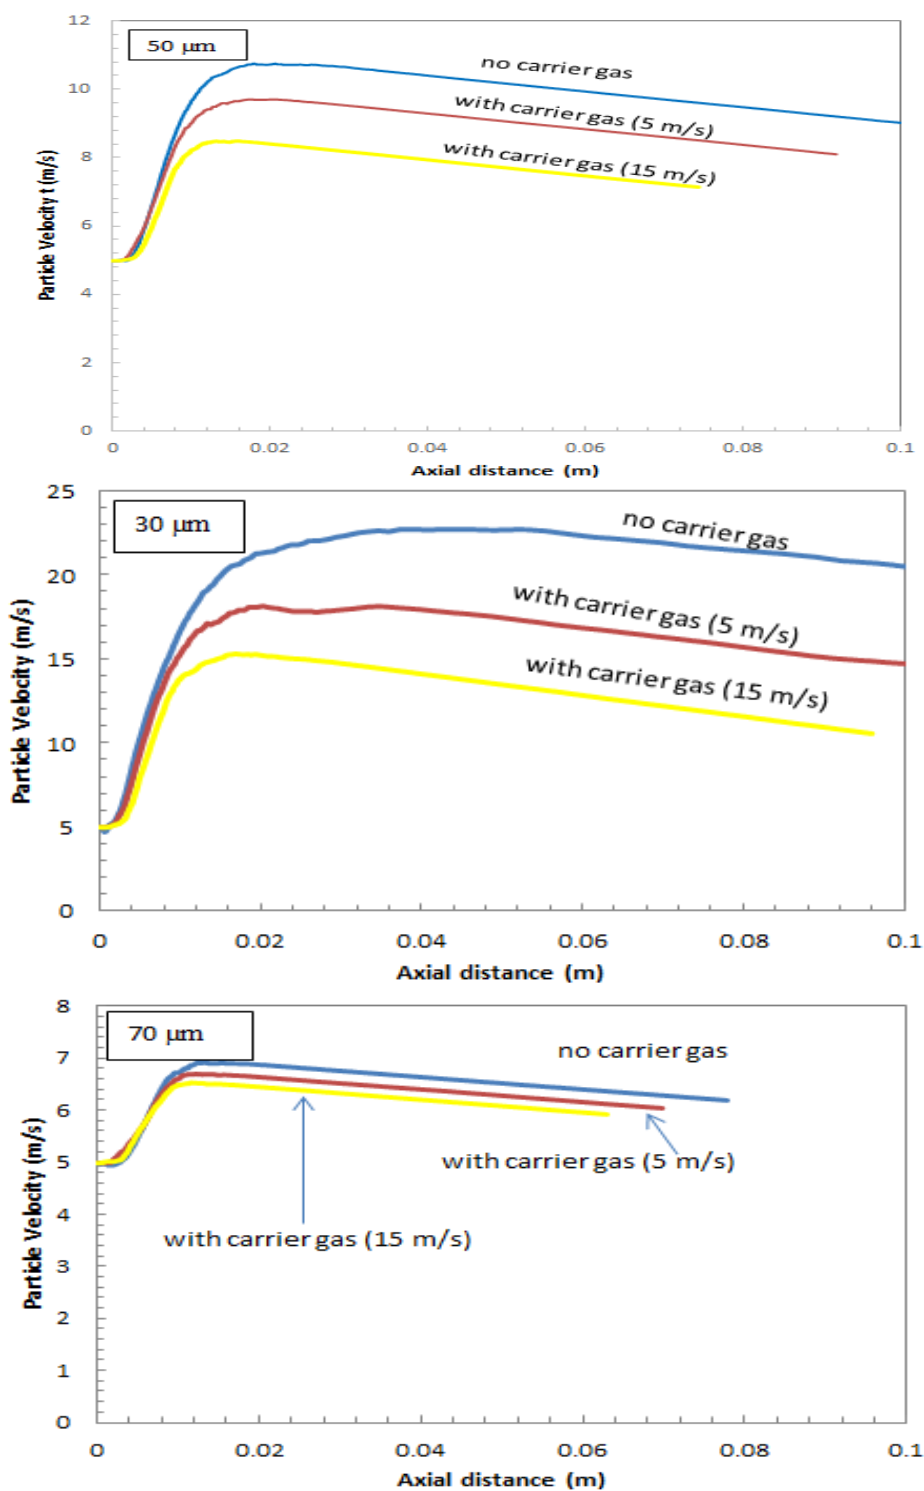 50 µm
12
10
8
6
4
2
0
Particle Velocity t (m/s)
no carrier gas
with carrier gas (5 m/s)
with carrier gas (15 m/s)
0 0.02 0.04 0.06 0.08 0.1
Axial distance (m)
30 µm
25
20
15
10
5
0
Particle Velocity (m/s)
no carrier gas
with carrier gas (5 m/s)
with carrier gas (15 m/s)
0 0.02 0.04 0.06 0.08 0.1
Axial distance (m)
70 µm
8
7
6
5
4
3
2
1
0
Particle Velocity (m/s)
no carrier gas
with carrier gas (5 m/s)
with carrier gas (15 m/s)
0 0.02 0.04 0.06 0.08 0.1
Axial distance (m)